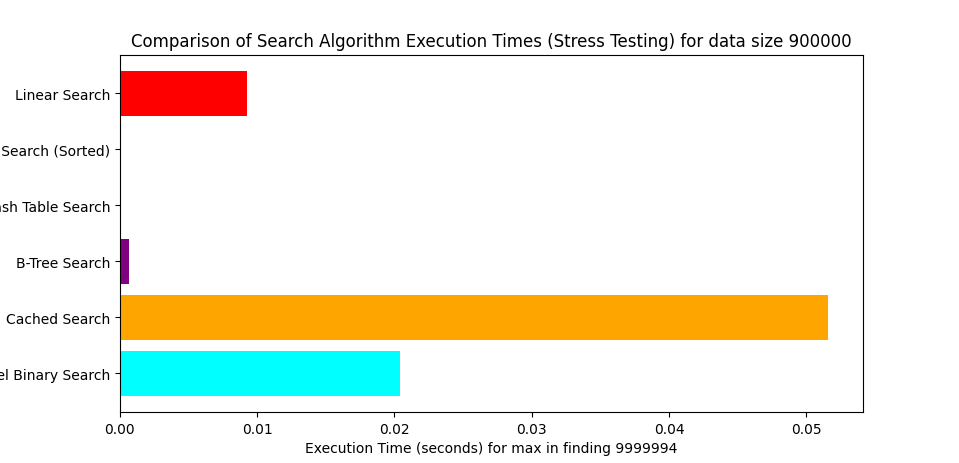 Comparison of Search Algorithm Execution Times (Stress Testing) for data size 900000
Linear Search
Search (Sorted)
Table Search
B-Tree Search
Cached Search
Binary Search
0.00 0.01 0.02 0.03 0.04 0.05
Execution Time (seconds) for max in finding 9999994